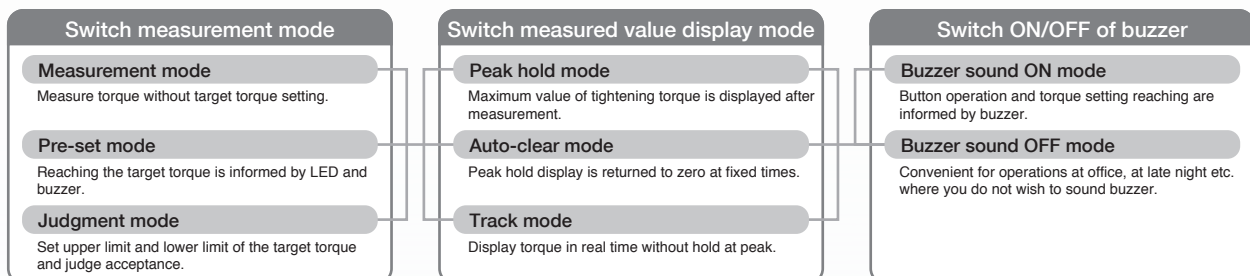 Switch measurement mode
Measurement mode
Measure torque without target torque setting.
Pre-set mode
Reaching the target torque is informed by LED and
buzzer.
Judgment mode
Set upper limit and lower limit of the target torque
and judge acceptance.
Switch measured value display mode
Peak hold mode
Maximum value of tightening torque is displayed after
measurement.
Auto-clear mode
Peak hold display is returned to zero at fixed times.
Track mode
Display torque in real time without hold at peak.
Switch ON/OFF of buzzer
Buzzer sound ON mode
Button operation and torque setting reaching are
informed by buzzer.
Buzzer sound OFF mode
Convenient for operations at office, at late night etc.
where you do not wish to sound buzzer.